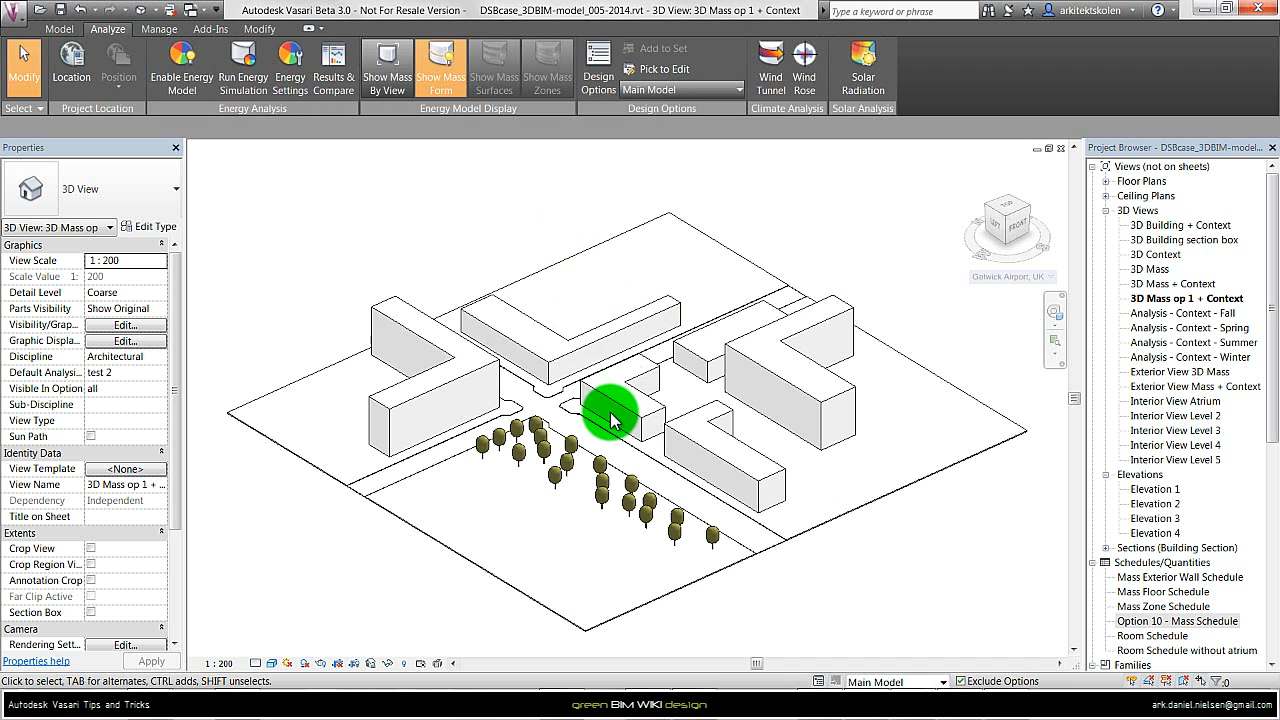 Autodesk Vasari Beta 3.0 - Not For Resale Version - DSBcase_3DBIM-model_005-2014.rvt - 3D View: 3D Mass op 1 + Context
Type a keyword or phrase
arkitektskolen
Model Analyze Manage Add-Ins Modify
Modify
Location
Position
Enable Energy Model
Run Energy Simulation
Energy Settings
Results & Compare
Show Mass By View
Show Mass Form
Show Mass Surfaces
Show Mass Zones
Design Options
Add to Set
Pick to Edit
Main Model
Wind Tunnel
Wind Rose
Solar Radiation
Select Project Location Energy Analysis Energy Model Display Design Options Climate Analysis Solar Analysis
Properties
3D View
3D View: 3D Mass op Edit Type
Graphics
View Scale 1 : 200
Scale Value 1: 200
Detail Level Coarse
Parts Visibility Show Original
Visibility/Grap... Edit...
Graphic Displa... Edit...
Discipline Architectural
Default Analysi... test 2
Visible In Option all
Sub-Discipline
View Type
Sun Path
Identity Data
View Template <None>
View Name 3D Mass op 1 + ...
Dependency Independent
Title on Sheet
Extents
Crop View
Crop Region Vi...
Annotation Crop
Far Clip Active
Section Box
Camera
Rendering Sett... Edit...
Properties help Apply
TOP
LEFT FRONT
Gatwick Airport, UK
Project Browser - DSBcase_3DBIM-model...
Views (not on sheets)
Floor Plans
Ceiling Plans
3D Views
3D Building + Context
3D Building section box
3D Context
3D Mass
3D Mass + Context
3D Mass op 1 + Context
Analysis - Context - Fall
Analysis - Context - Spring
Analysis - Context - Summer
Analysis - Context - Winter
Exterior View 3D Mass
Exterior View Mass + Context
Interior View Atrium
Interior View Level 2
Interior View Level 3
Interior View Level 4
Interior View Level 5
Elevations
Elevation 1
Elevation 2
Elevation 3
Elevation 4
Sections (Building Section)
Schedules/Quantities
Mass Exterior Wall Schedule
Mass Floor Schedule
Mass Zone Schedule
Option 10 - Mass Schedule
Room Schedule
Room Schedule without atrium
Families
1 : 200
Click to select, TAB for alternates, CTRL adds, SHIFT unselects.
Main Model
Exclude Options
:0
Autodesk Vasari Tips and Tricks
green BIM WIKI design
ark.daniel.nielsen@gmail.com